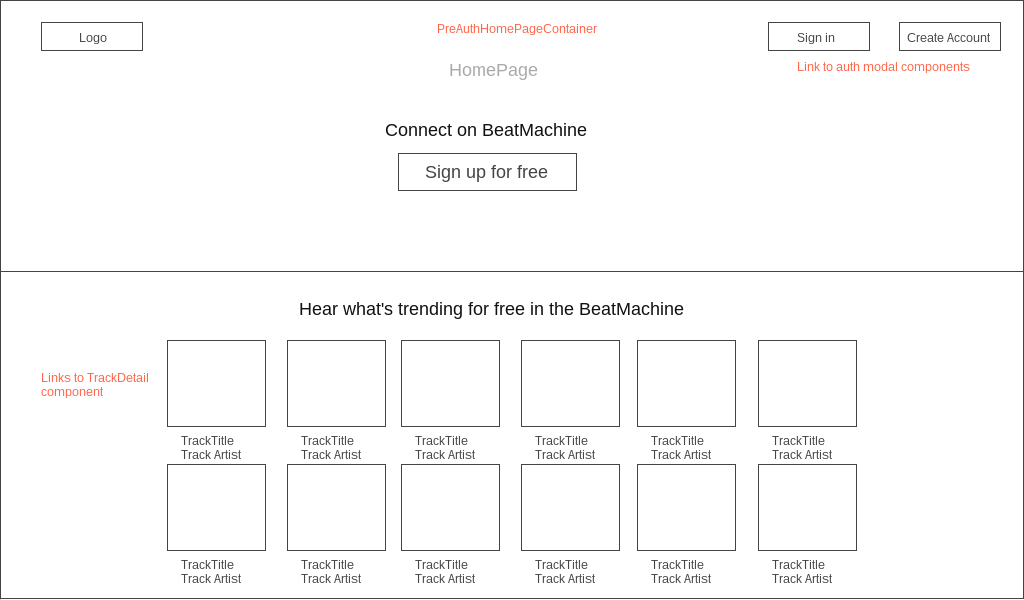 Logo
PreAuthHomePageContainer
Sign in
Create Account
Link to auth modal components
HomePage
Connect on BeatMachine
Sign up for free
Hear what's trending for free in the BeatMachine
Links to TrackDetail
component
TrackTitle
Track Artist
TrackTitle
Track Artist
TrackTitle
Track Artist
TrackTitle
Track Artist
TrackTitle
Track Artist
TrackTitle
Track Artist
TrackTitle
Track Artist
TrackTitle
Track Artist
TrackTitle
Track Artist
TrackTitle
Track Artist
TrackTitle
Track Artist
TrackTitle
Track Artist